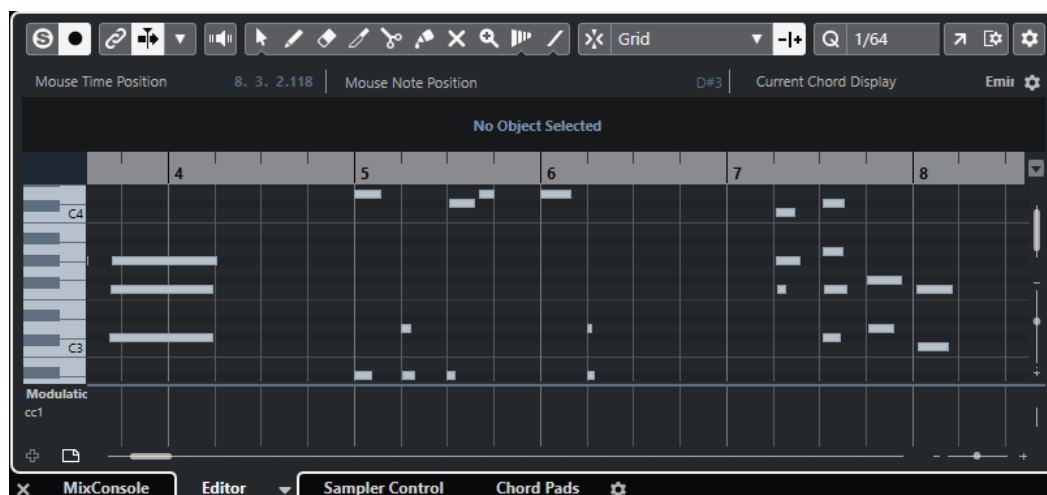 Grid Q 1/64
Mouse Time Position 8. 3. 2.118 Mouse Note Position D#3 Current Chord Display Emin
No Object Selected
4 5 6 7 8
C4
C3
Modulatic
cc1
MixConsole Editor Sampler Control Chord Pads